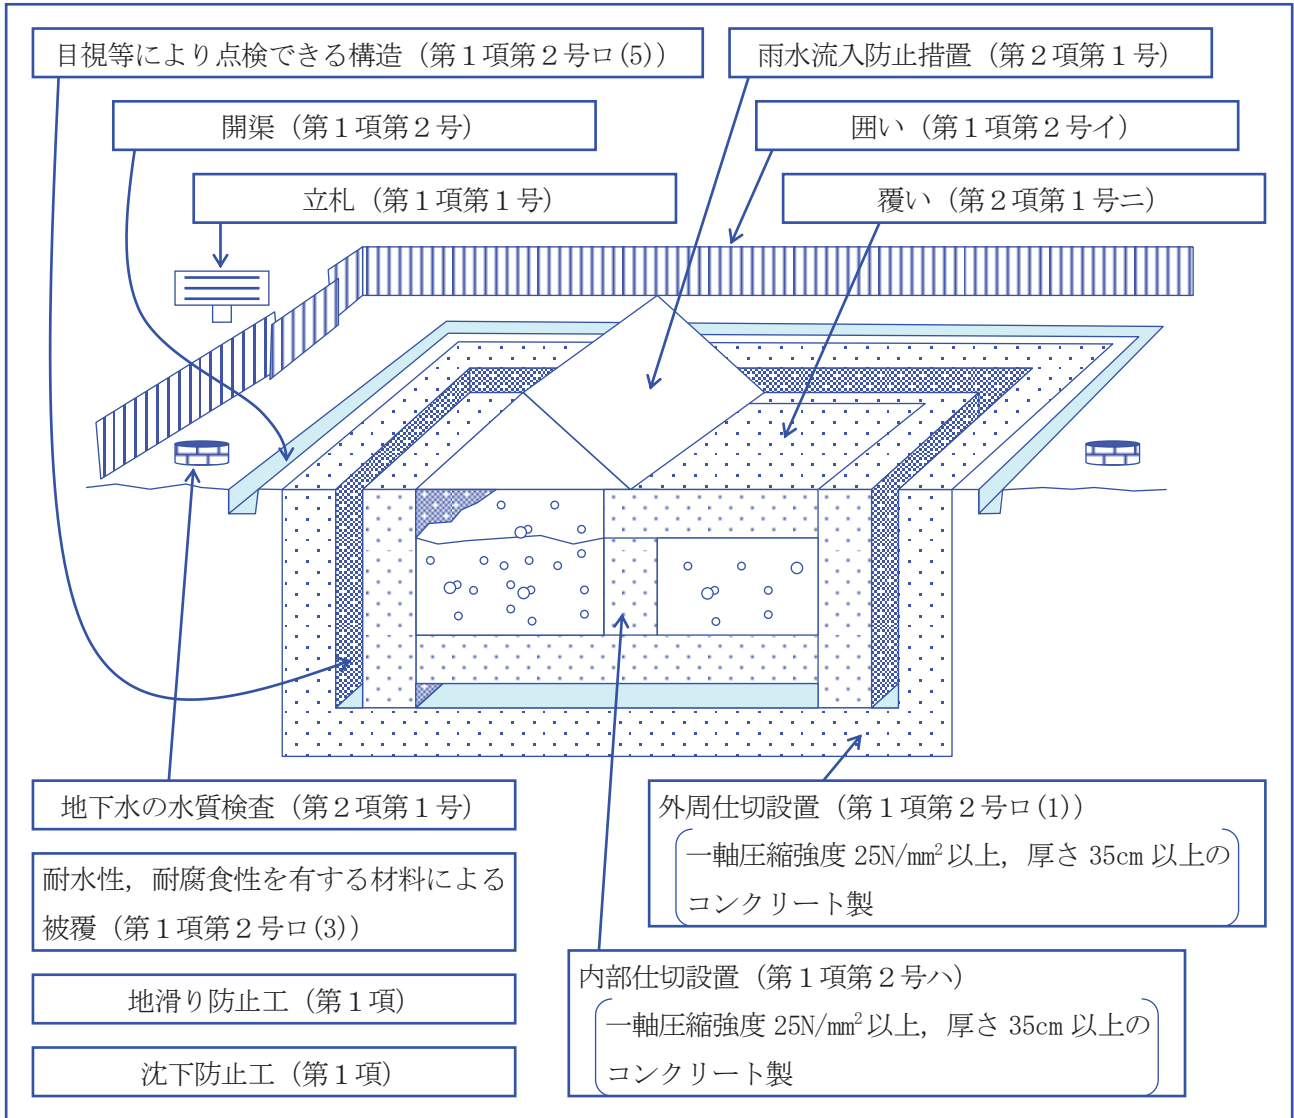 目視等により点検できる構造（第１項第２号ロ(5)）
雨水流入防止措置（第２項第１号）
開渠（第１項第２号）
囲い（第１項第２号イ）
立札（第１項第１号）
覆い（第２項第１号ニ）
地下水の水質検査（第２項第１号）
耐水性，耐腐食性を有する材料による
被覆（第１項第２号ロ(3)）
地滑り防止工（第１項）
沈下防止工（第１項）
外周仕切設置（第１項第２号ロ(1)）
一軸圧縮強度 25N/mm²以上，厚さ 35cm 以上の
コンクリート製
内部仕切設置（第１項第２号ハ）
一軸圧縮強度 25N/mm²以上，厚さ 35cm 以上の
コンクリート製